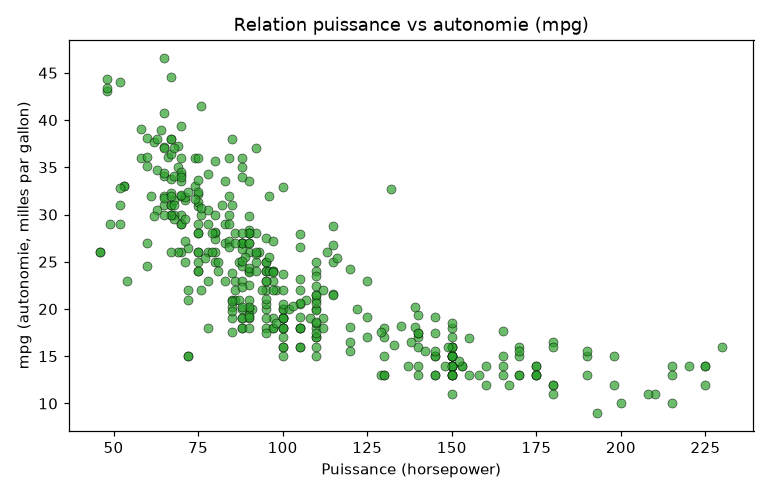 Relation puissance vs autonomie (mpg)
mpg (autonomie, milles par gallon)
45
40
35
30
25
20
15
10
50 75 100 125 150 175 200 225
Puissance (horsepower)